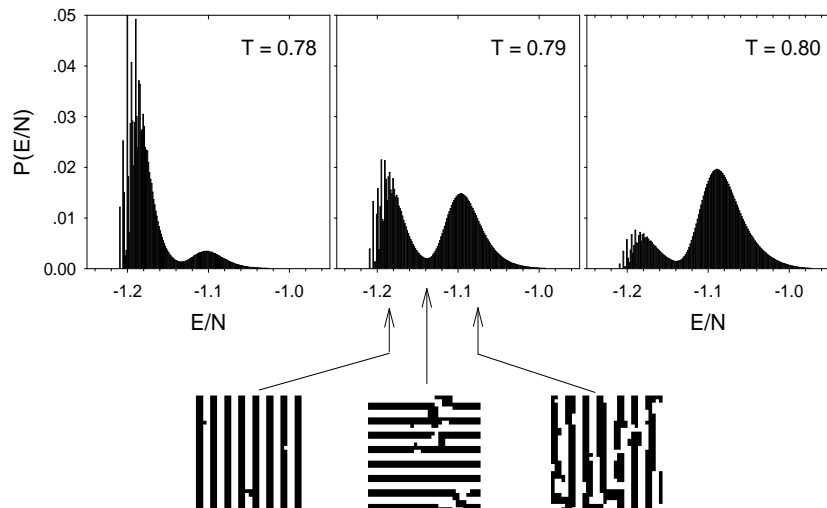 .05
.04
.03
.02
.01
0.00
P(E/N)
T = 0.78
T = 0.79
T = 0.80
-1.2 -1.1 -1.0
-1.2 -1.1 -1.0
-1.2 -1.1 -1.0
E/N
E/N
E/N